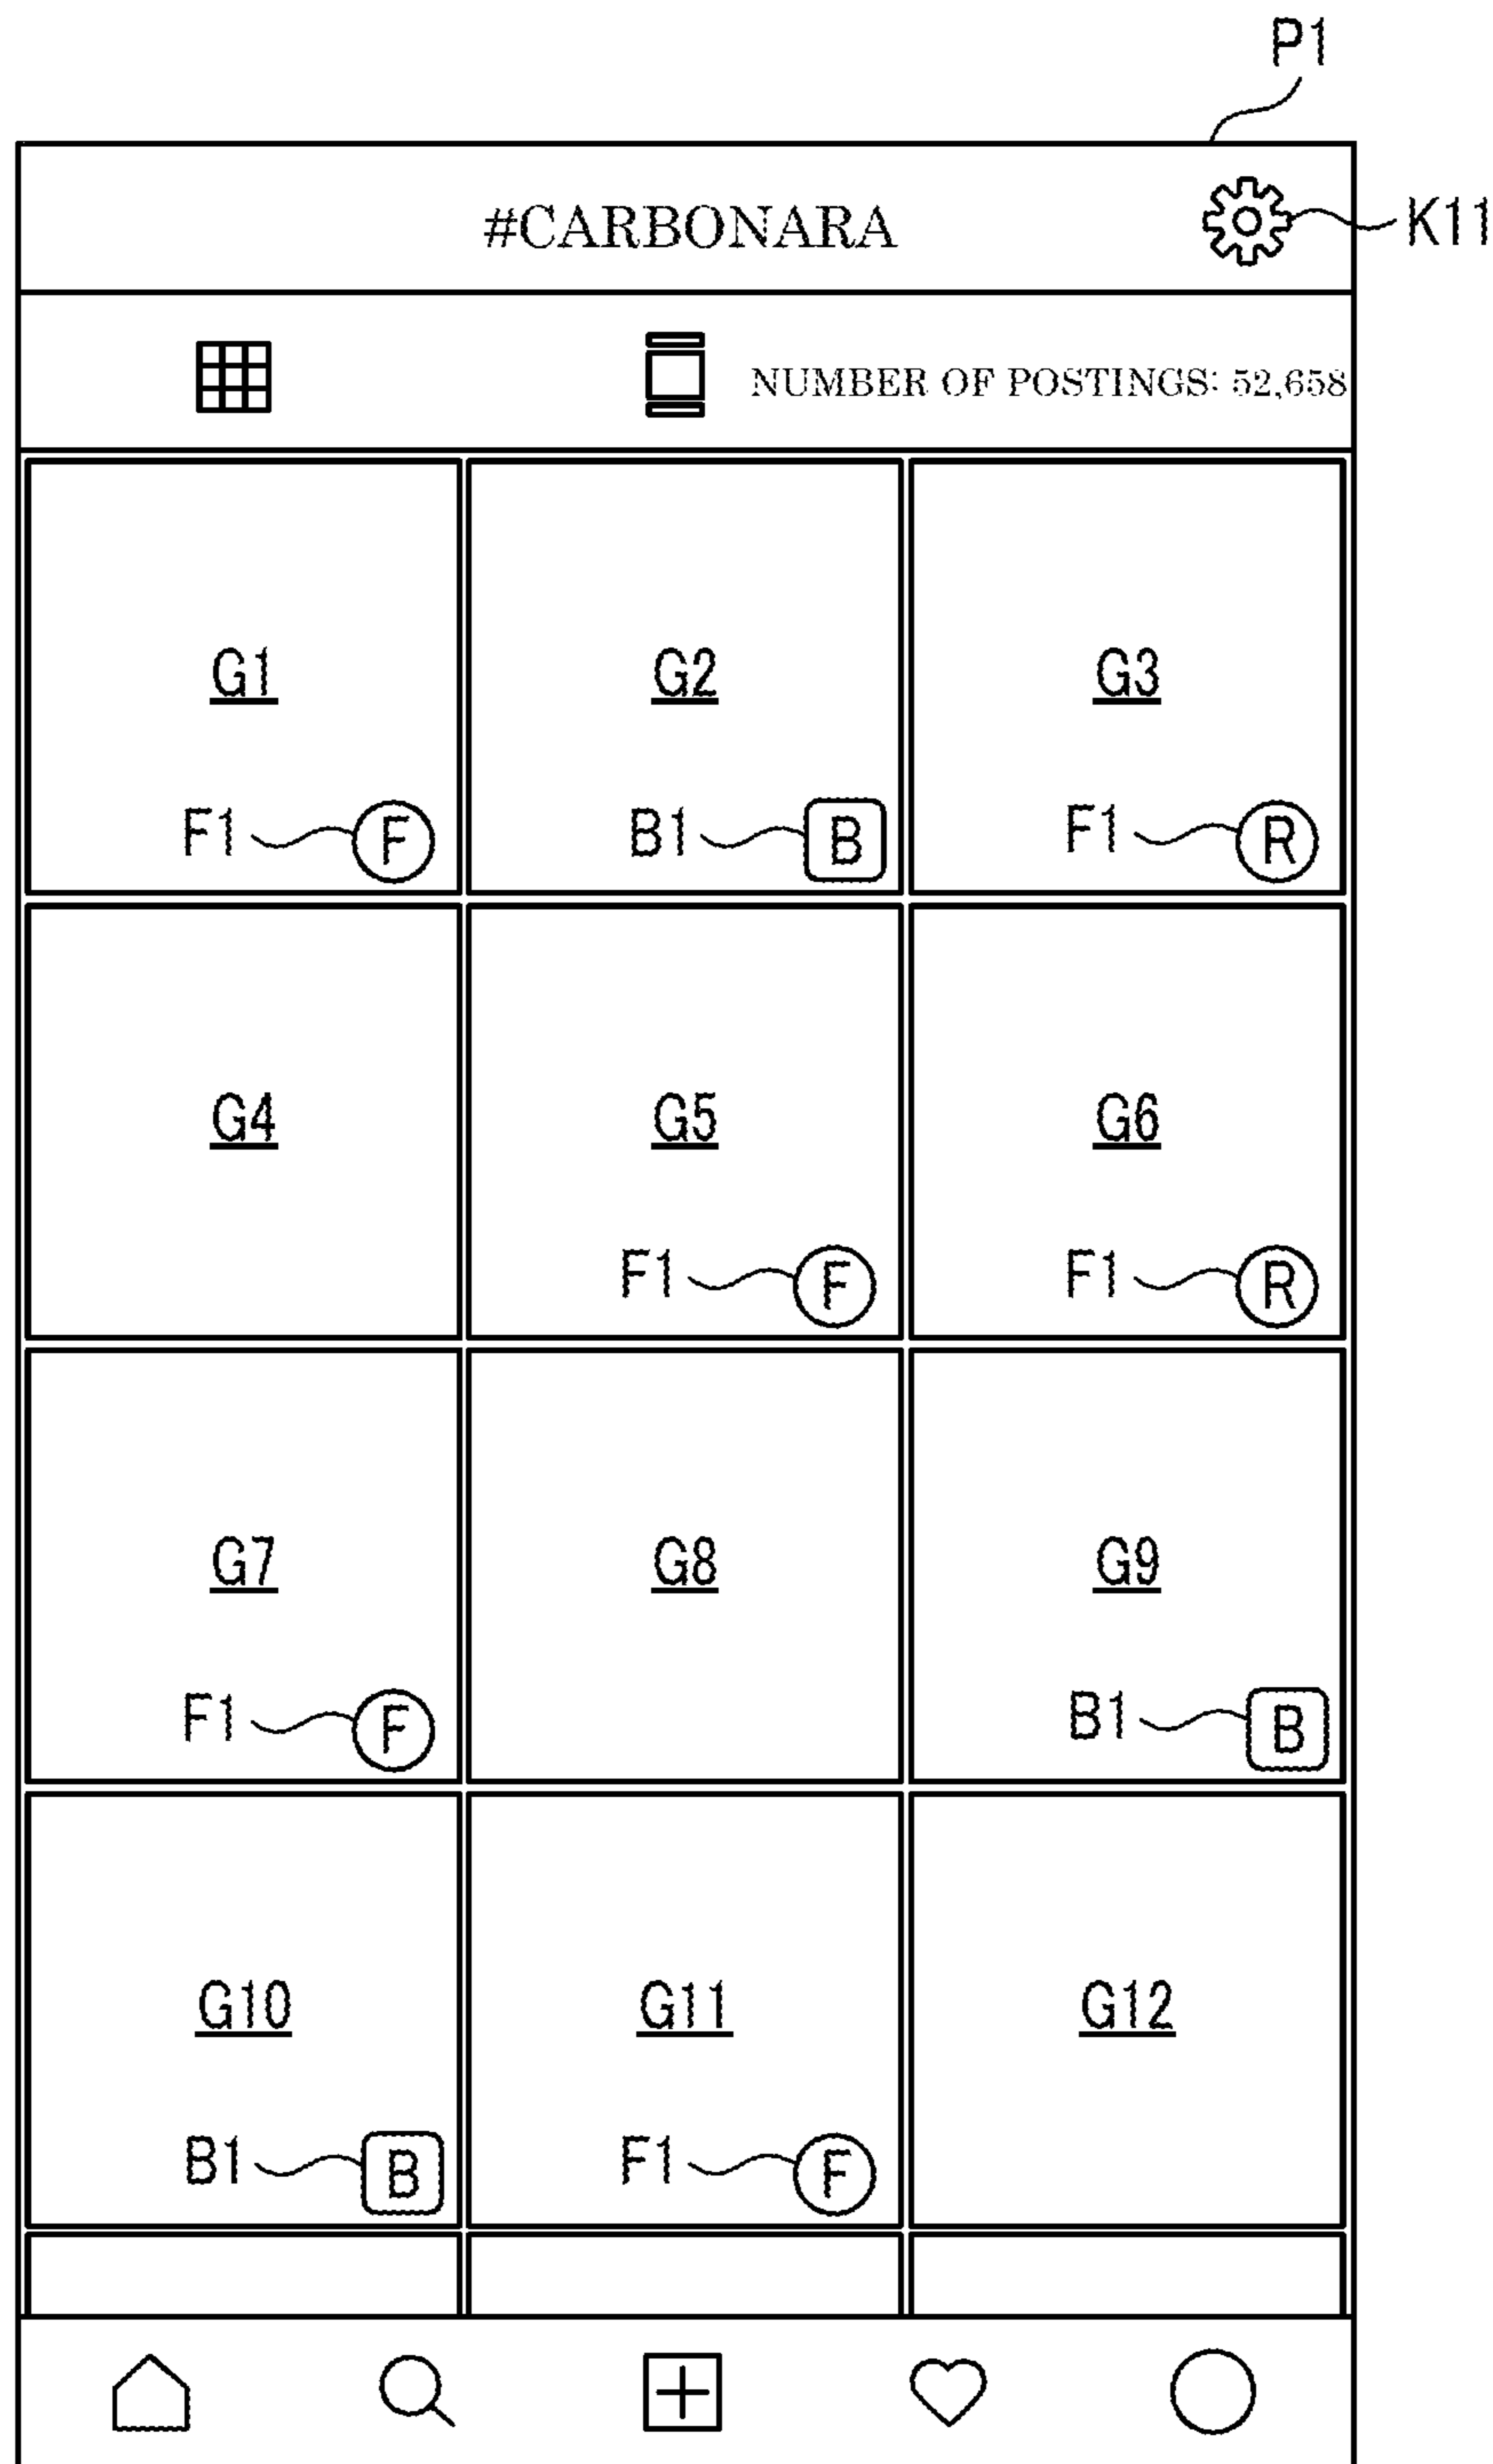 P1
#CARBONARA
K11
NUMBER OF POSTINGS: 52,658
G1 G2 G3
F1 F B1 B F1 R
G4 G5 G6
F1 F F1 R
G7 G8 G9
F1 F B1 B
G10 G11 G12
B1 B F1 F